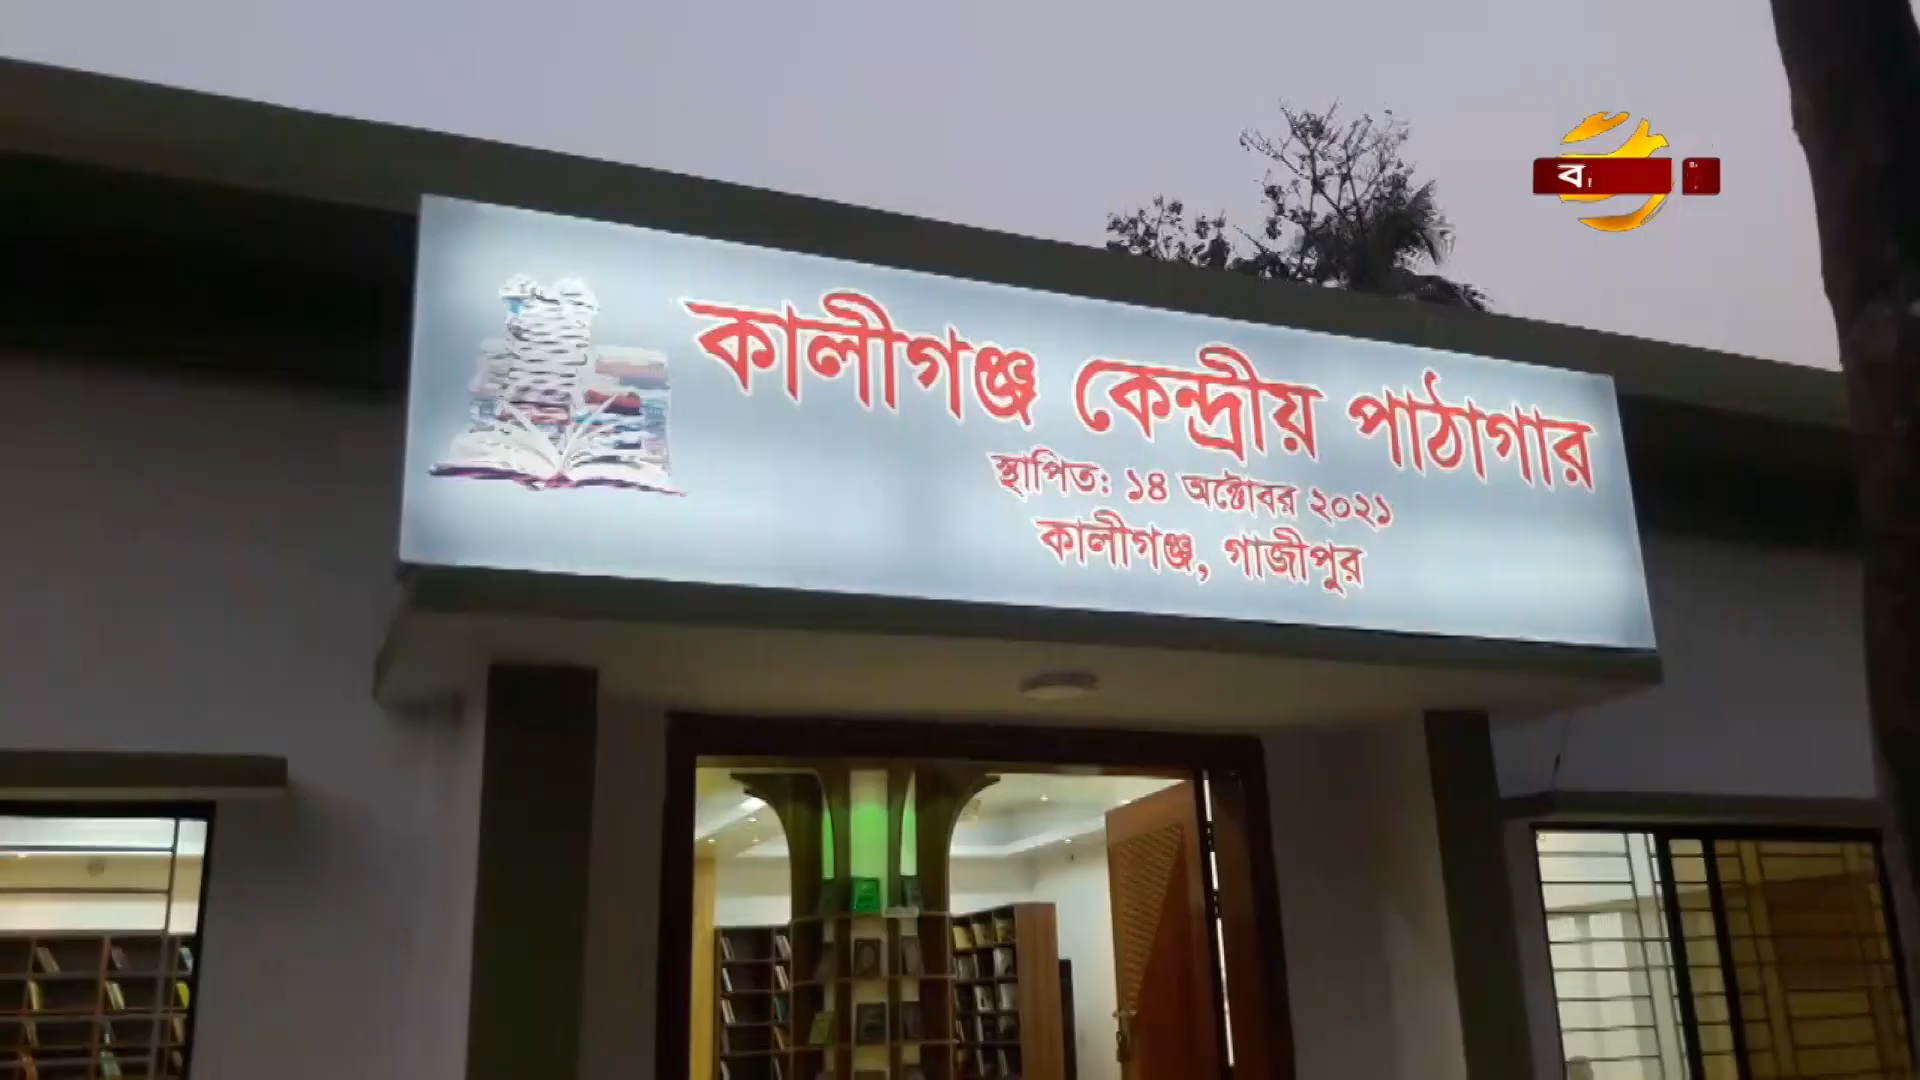 কালীগঞ্জ কেন্দ্রীয় পাঠাগার
স্থাপিত: ১৪ অক্টোবর ২০২১
কালীগঞ্জ, গাজীপুর